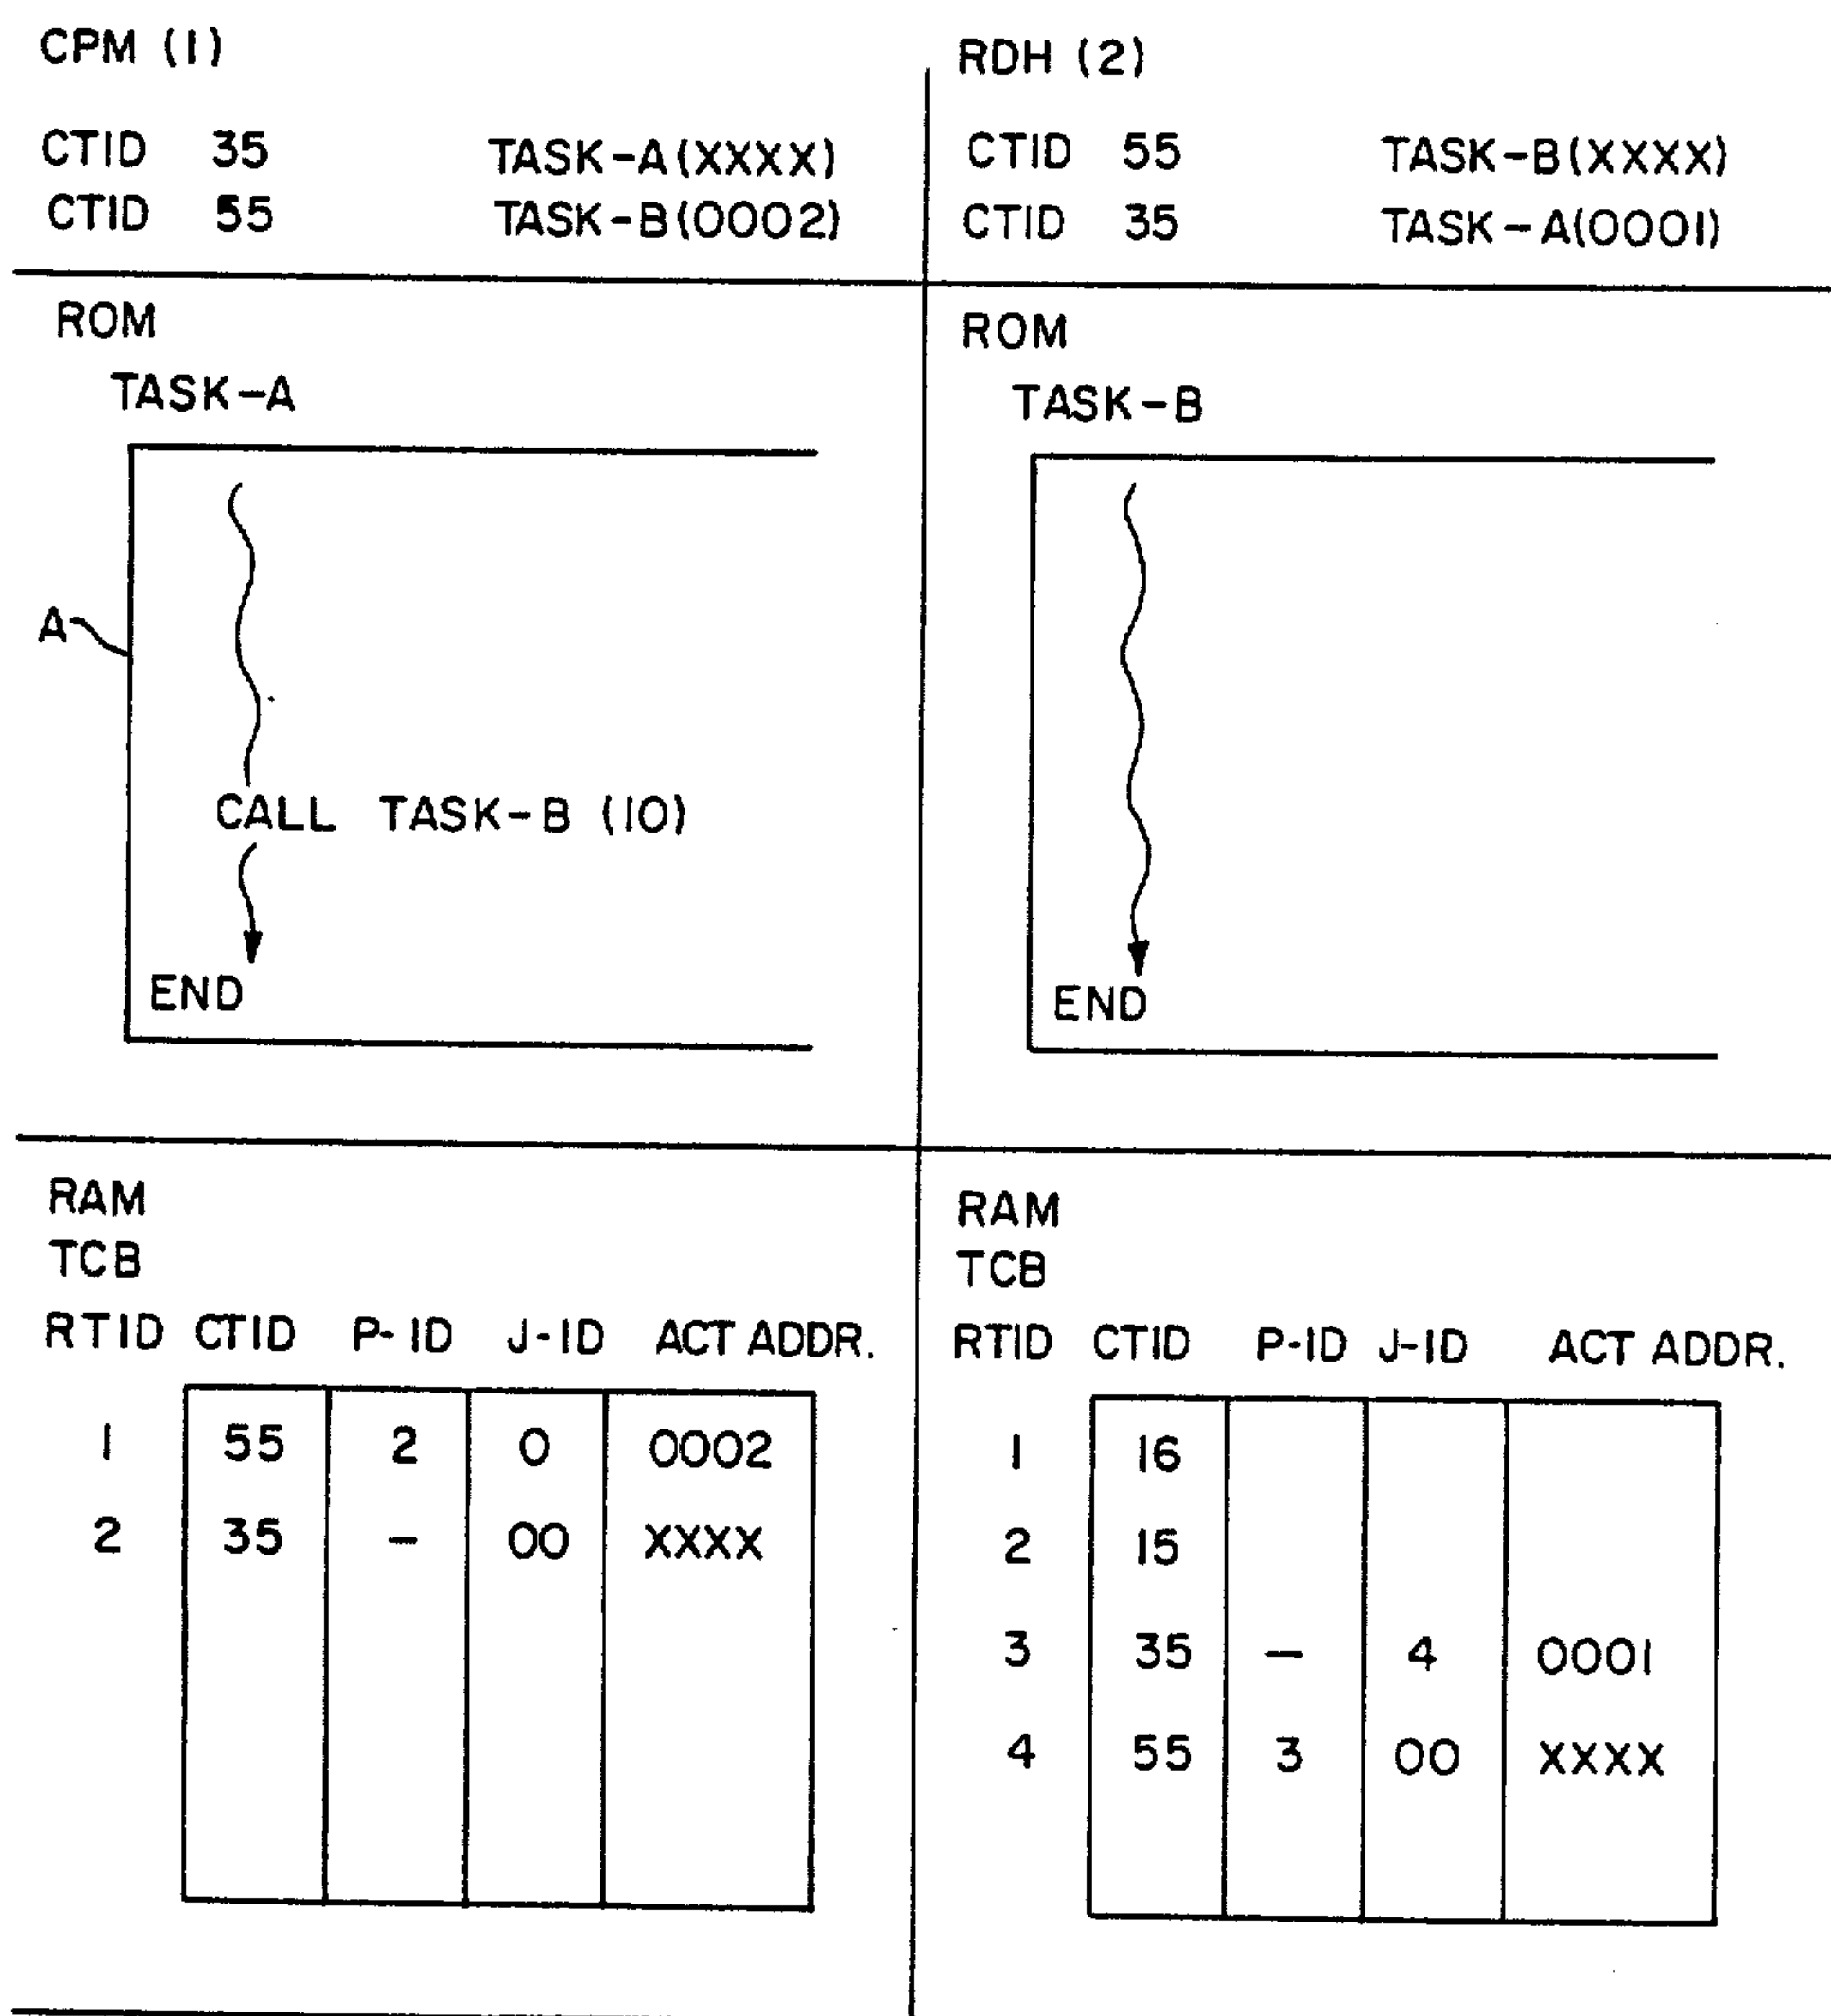 CPM (1)
CTID 35 TASK-A(XXXX)
CTID 55 TASK-B(0002)
ROM
TASK-A
A
CALL TASK-B (10)
END
RAM
TCB
RTID CTID P-ID J-ID ACT ADDR.
1 55 2 0 0002
2 35 - 00 XXXX
RDH (2)
CTID 55 TASK-B(XXXX)
CTID 35 TASK-A(0001)
ROM
TASK-B
END
RAM
TCB
RTID CTID P-ID J-ID ACT ADDR.
1 16
2 15
3 35 - 4 0001
4 55 3 00 XXXX